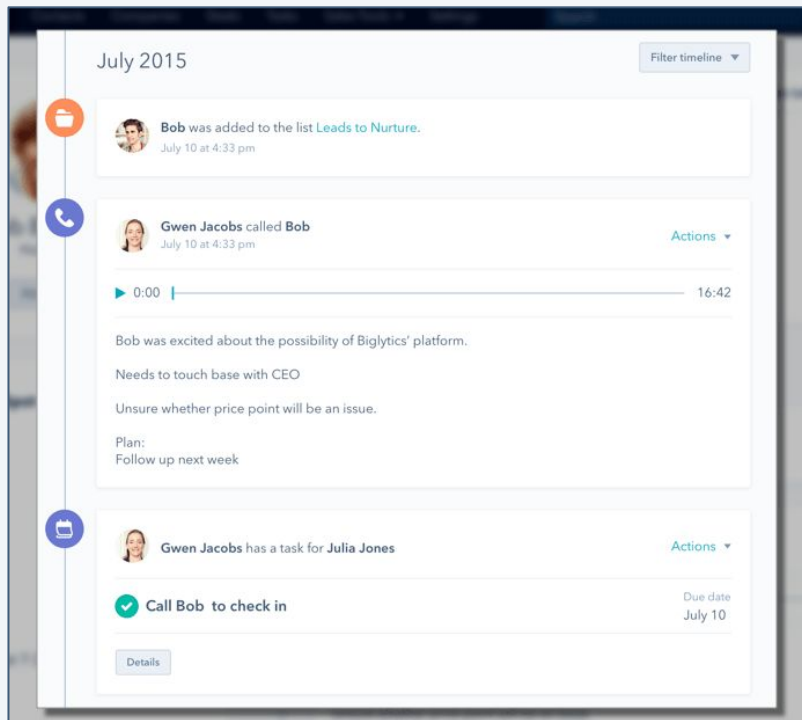 July 2015
Filter timeline
Bob was added to the list Leads to Nurture.
July 10 at 4:33 pm
Gwen Jacobs called Bob
July 10 at 4:33 pm
Actions
0:00
16:42
Bob was excited about the possibility of Biglytics' platform.
Needs to touch base with CEO
Unsure whether price point will be an issue.
Plan:
Follow up next week
Gwen Jacobs has a task for Julia Jones
Actions
Call Bob to check in
Due date
July 10
Details